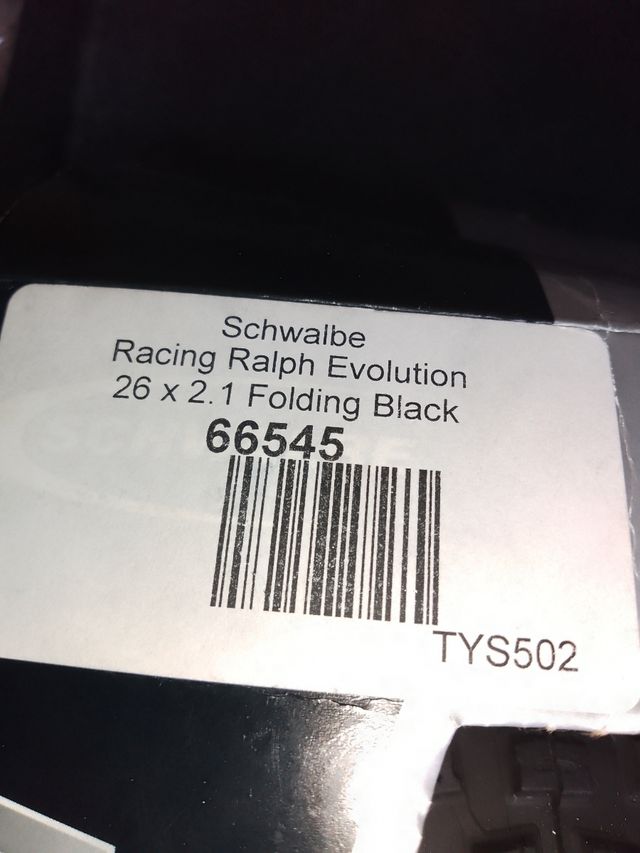 Schwalbe
Racing Ralph Evolution
26 x 2.1 Folding Black
66545
TYS502